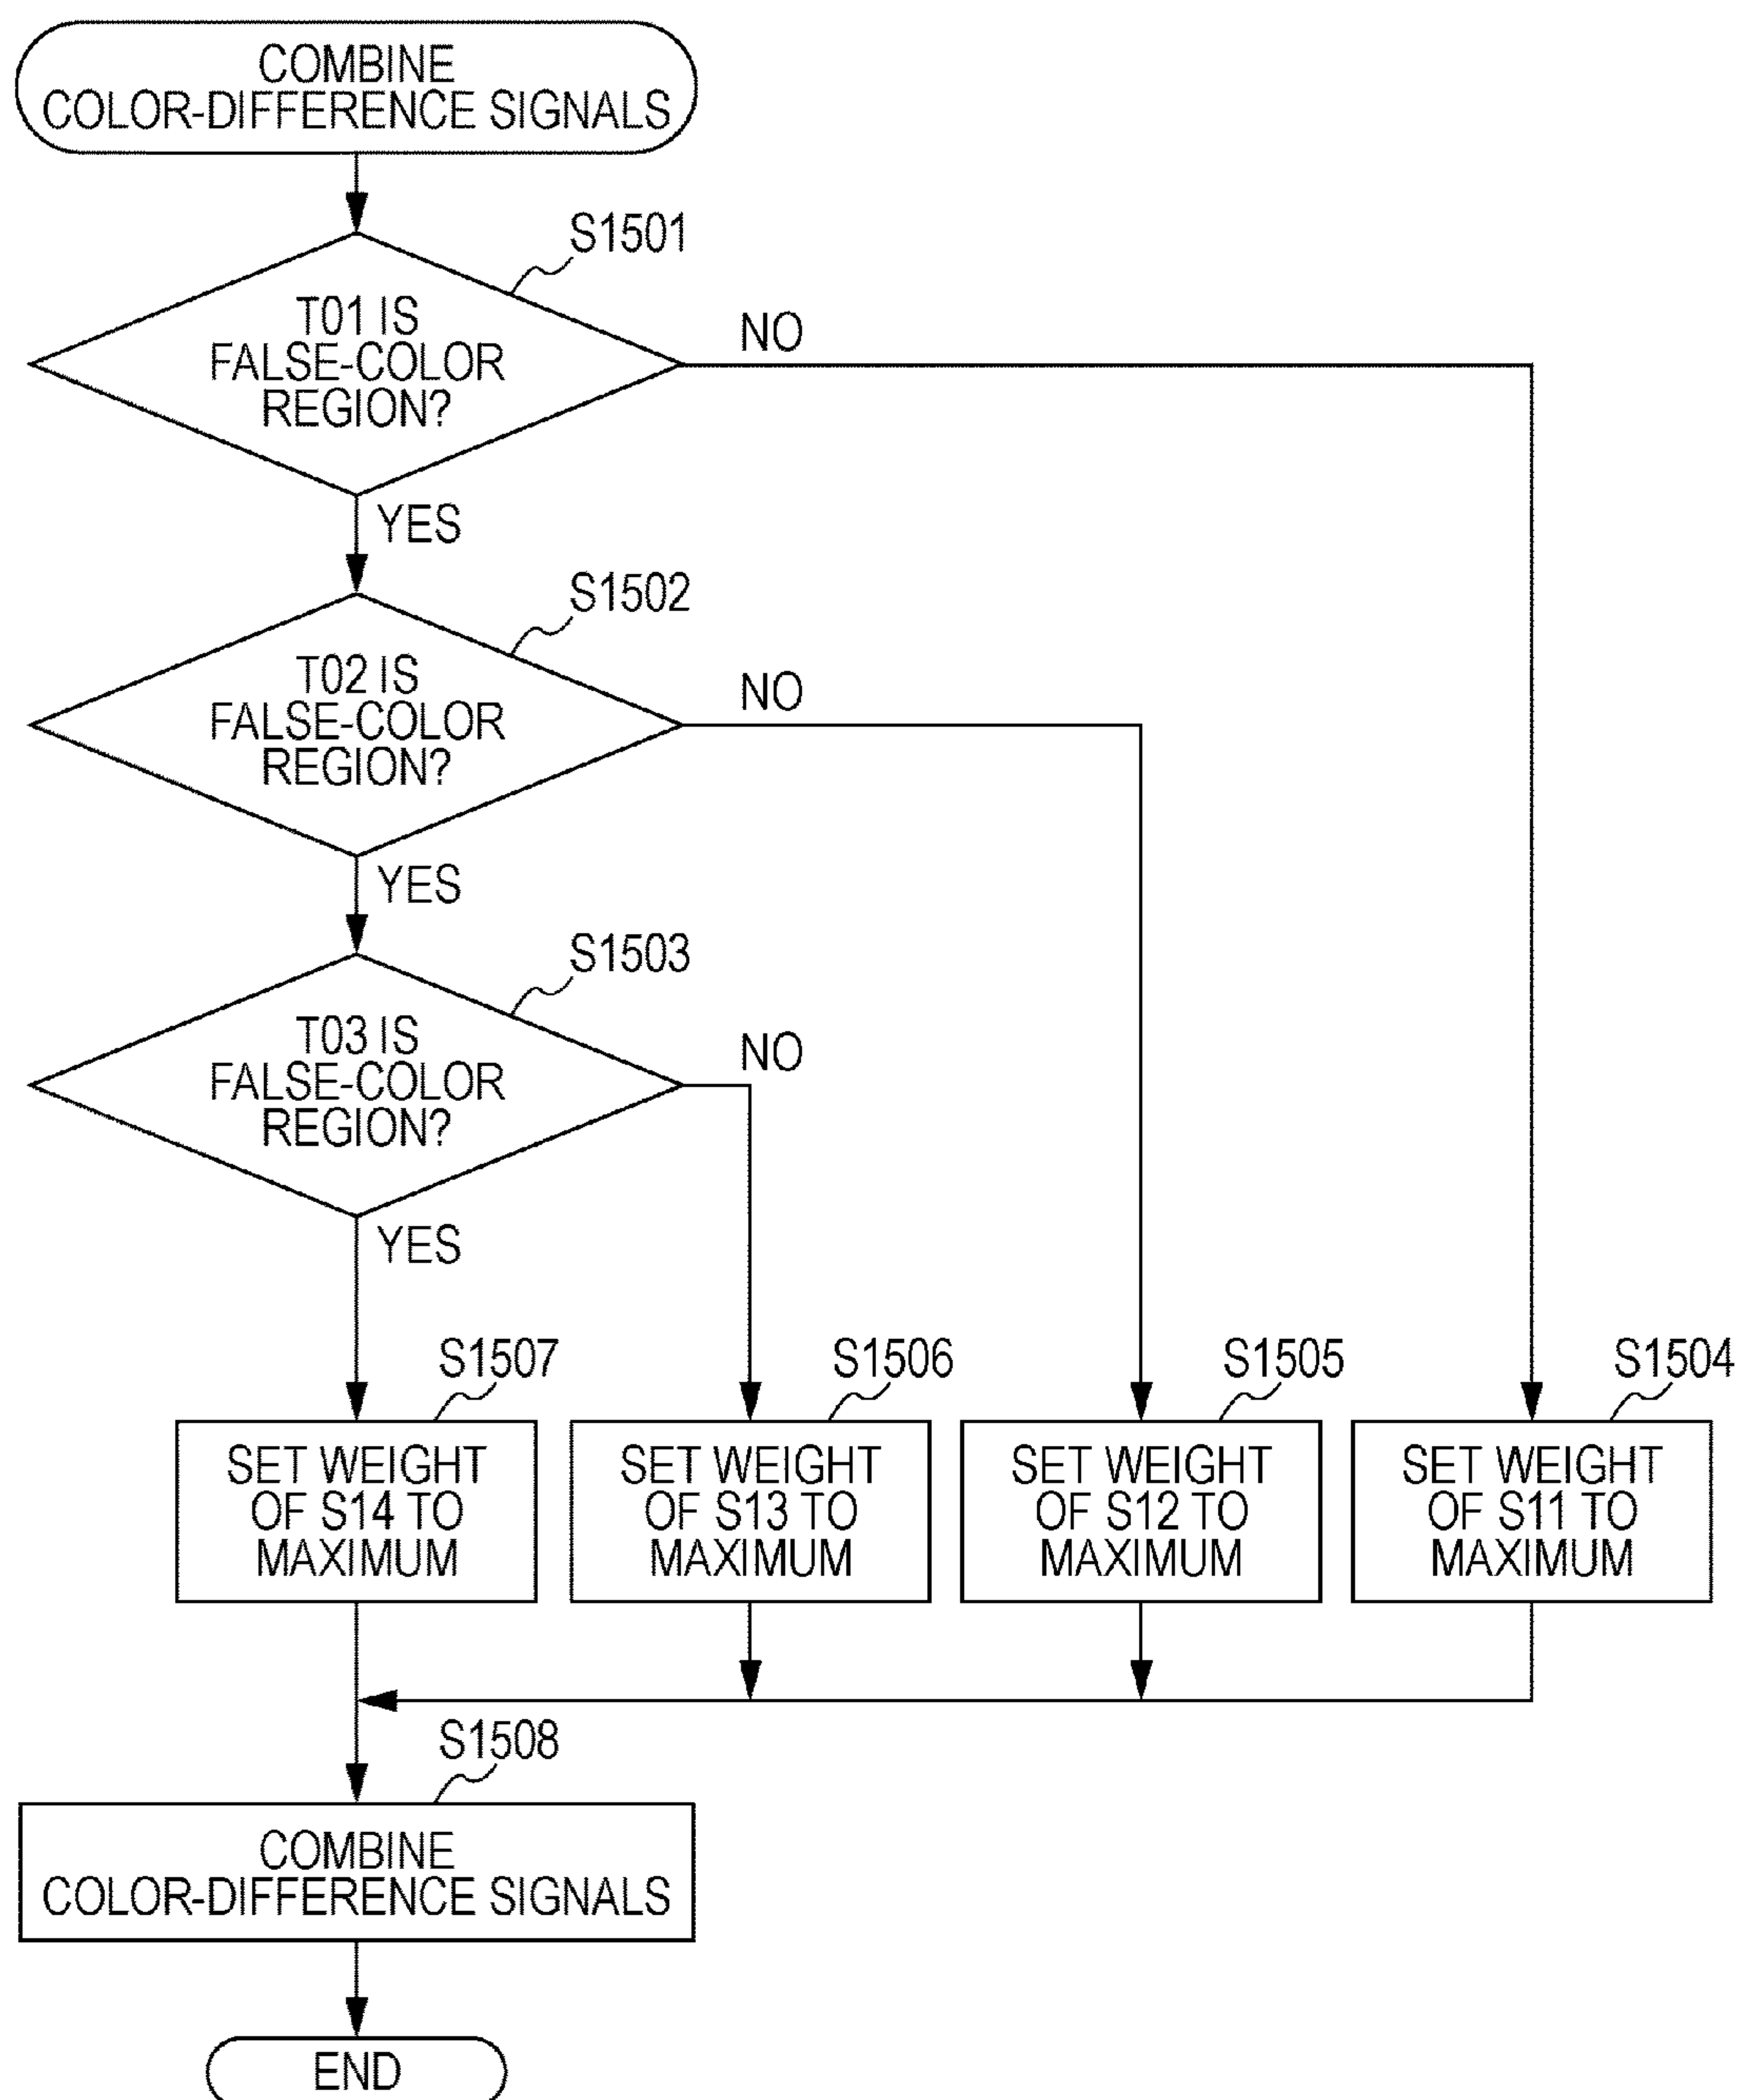 COMBINE
COLOR-DIFFERENCE SIGNALS
S1501
T01 IS
FALSE-COLOR
REGION?
NO
YES
S1502
T02 IS
FALSE-COLOR
REGION?
NO
YES
S1503
T03 IS
FALSE-COLOR
REGION?
NO
YES
S1507
SET WEIGHT
OF S14 TO
MAXIMUM
S1506
SET WEIGHT
OF S13 TO
MAXIMUM
S1505
SET WEIGHT
OF S12 TO
MAXIMUM
S1504
SET WEIGHT
OF S11 TO
MAXIMUM
S1508
COMBINE
COLOR-DIFFERENCE SIGNALS
END